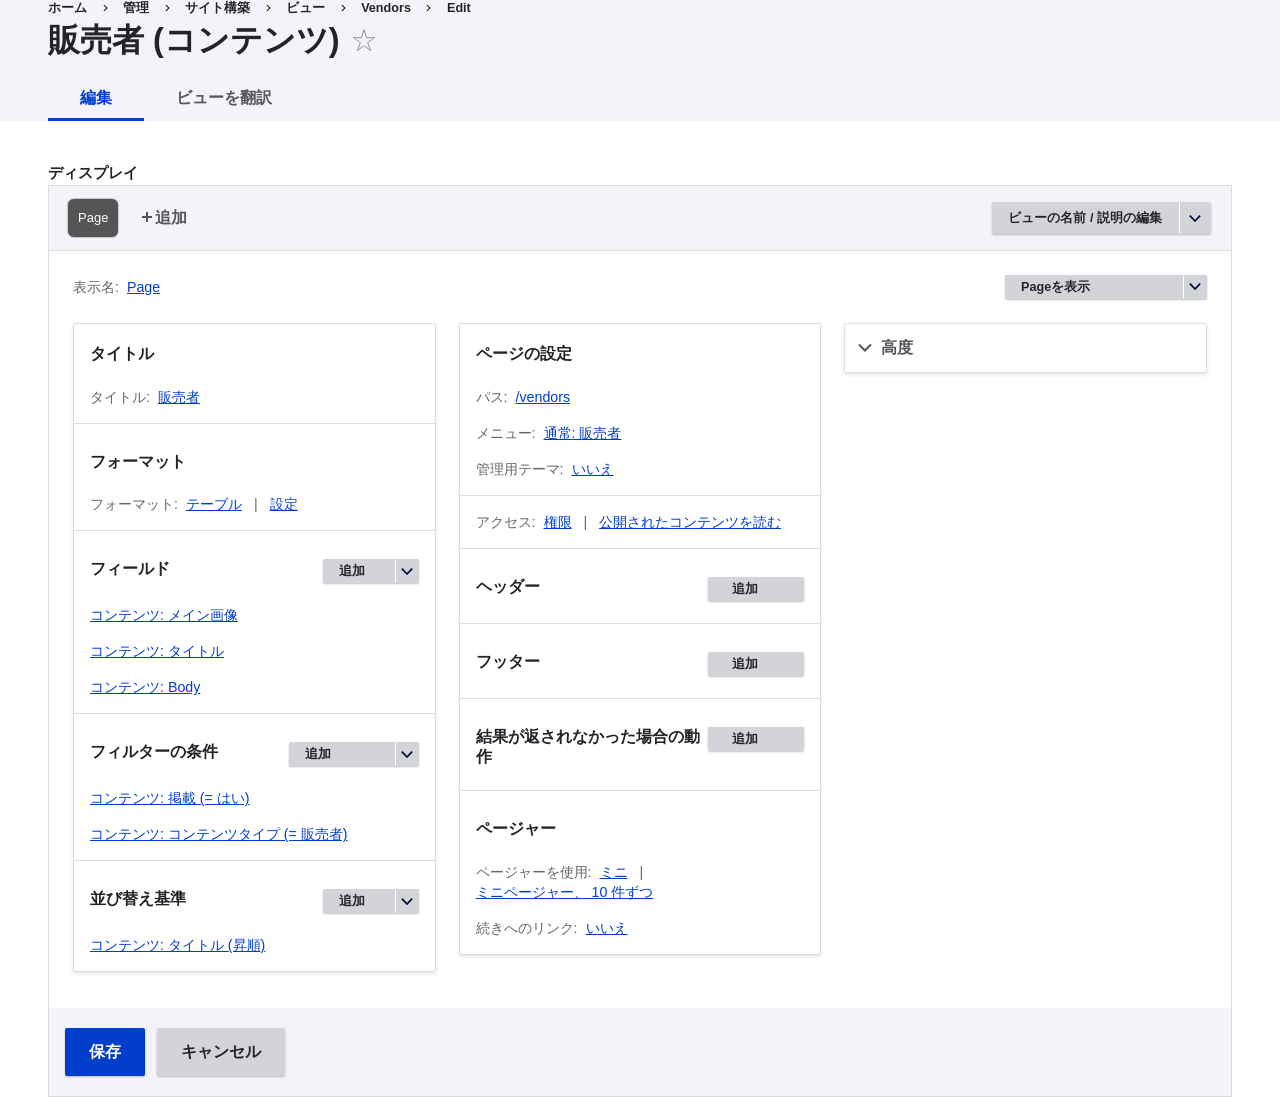 ホーム › 管理 › サイト構築 › ビュー › Vendors › Edit
販売者 (コンテンツ) ☆
編集 ビューを翻訳
ディスプレイ
Page +追加 ビューの名前 / 説明の編集
表示名: Page Pageを表示
タイトル
タイトル: 販売者
フォーマット
フォーマット: テーブル | 設定
フィールド 追加
コンテンツ: メイン画像
コンテンツ: タイトル
コンテンツ: Body
フィルターの条件 追加
コンテンツ: 掲載 (= はい)
コンテンツ: コンテンツタイプ (= 販売者)
並び替え基準 追加
コンテンツ: タイトル (昇順)
ページの設定
パス: /vendors
メニュー: 通常: 販売者
管理用テーマ: いいえ
アクセス: 権限 | 公開されたコンテンツを読む
ヘッダー 追加
フッター 追加
結果が返されなかった場合の動 追加
作
ページャー
ページャーを使用: ミニ |
ミニページャー、 10 件ずつ
続きへのリンク: いいえ
高度
保存 キャンセル